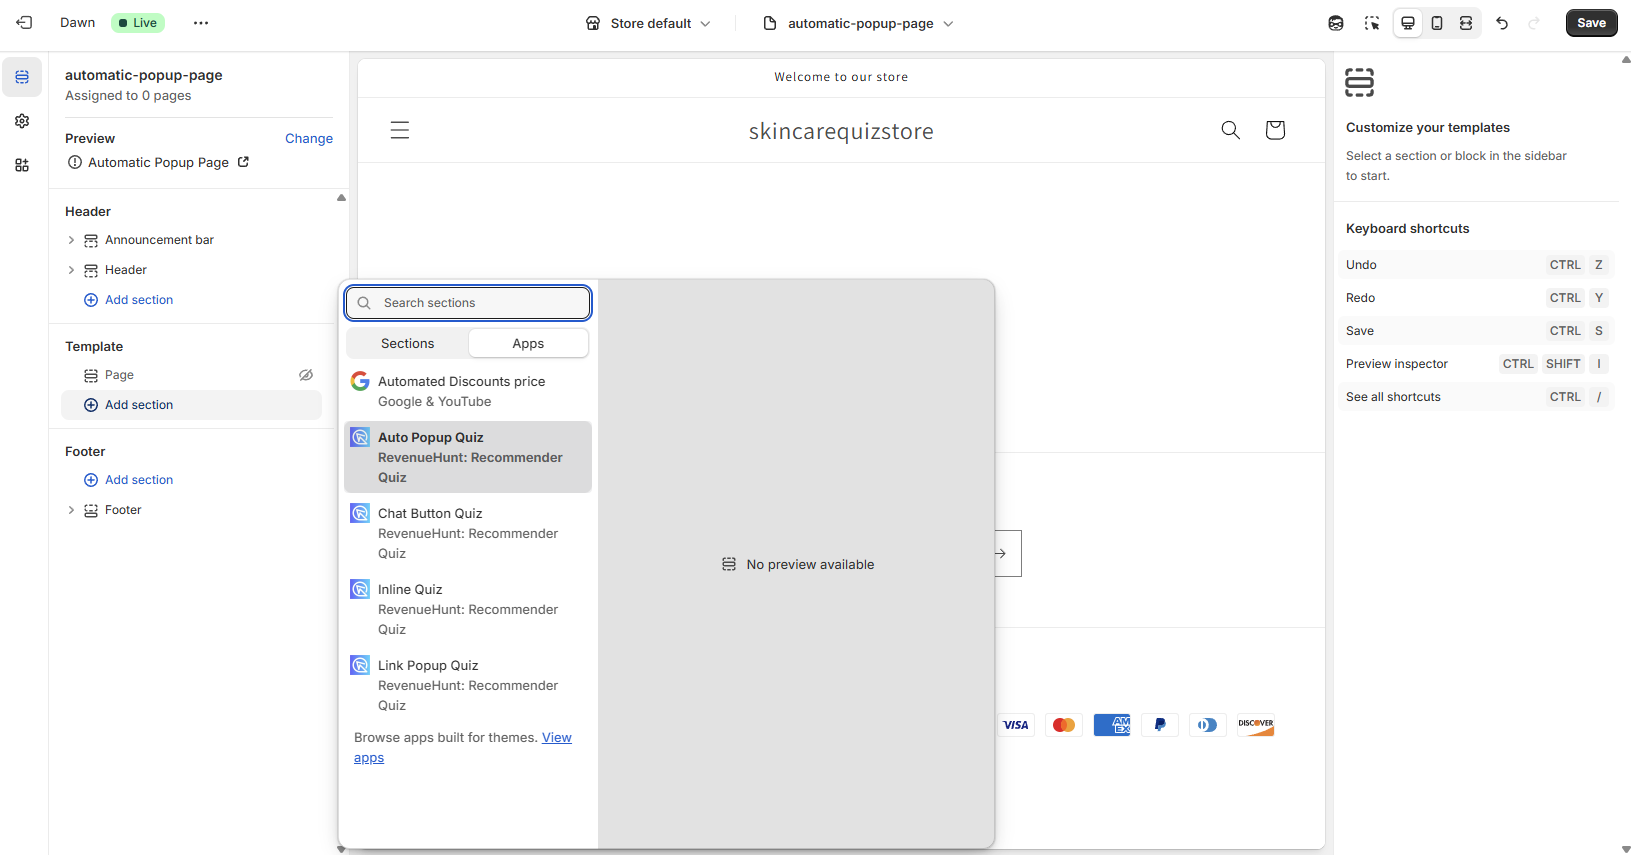 Dawn
Live
Store default
automatic-popup-page
Save
automatic-popup-page
Assigned to 0 pages
Preview
Change
Automatic Popup Page
Header
Announcement bar
Header
Add section
Template
Page
Add section
Footer
Add section
Footer
Welcome to our store
skincarequizstore
Search sections
Sections
Apps
Automated Discounts price
Google & YouTube
Auto Popup Quiz
RevenueHunt: Recommender
Quiz
Chat Button Quiz
RevenueHunt: Recommender
Quiz
Inline Quiz
RevenueHunt: Recommender
Quiz
Link Popup Quiz
RevenueHunt: Recommender
Quiz
Browse apps built for themes. View
apps
No preview available
VISA
AM
EX
DISCOVER
Customize your templates
Select a section or block in the sidebar
to start.
Keyboard shortcuts
Undo CTRL Z
Redo CTRL Y
Save CTRL S
Preview inspector CTRL SHIFT I
See all shortcuts CTRL /